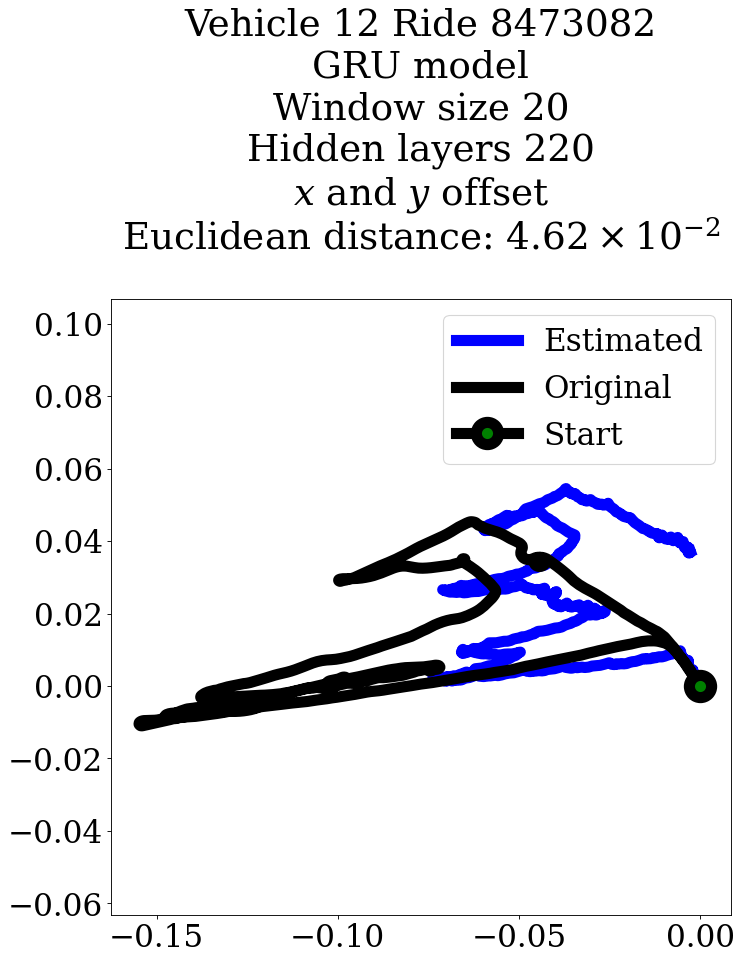 Vehicle 12 Ride 8473082
GRU model
Window size 20
Hidden layers 220
x and y offset
Euclidean distance: 4.62 × 10⁻²
Estimated
Original
Start
0.10
0.08
0.06
0.04
0.02
0.00
−0.02
−0.04
−0.06
−0.15 −0.10 −0.05 0.00